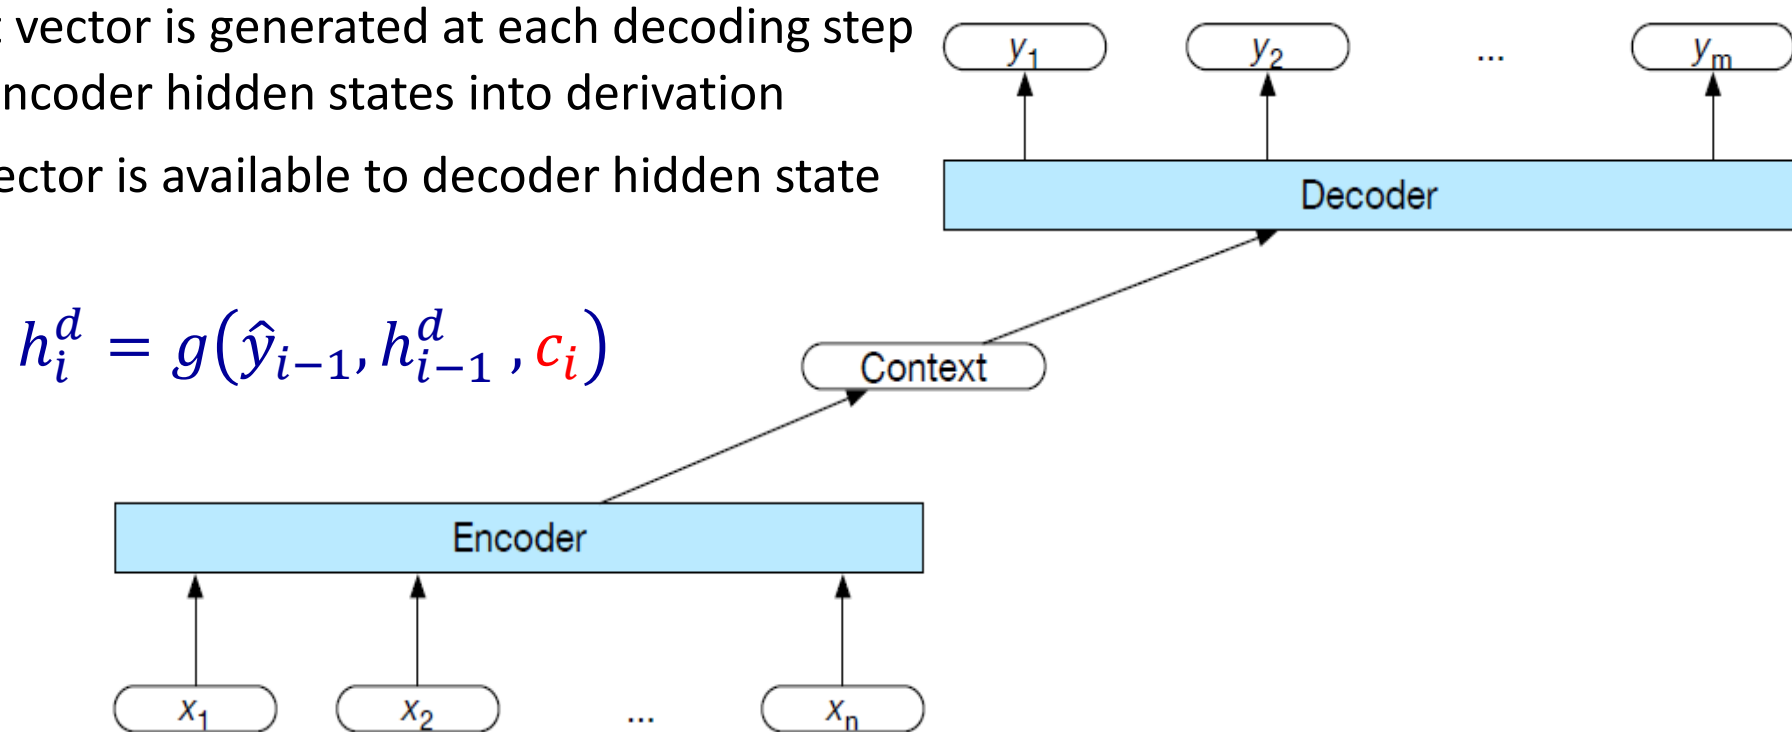 vector is generated at each decoding step
ncoder hidden states into derivation
ector is available to decoder hidden state
h_i^d = g(ŷ_{i−1}, h_{i−1}^d , c_i)
y1 y2 ... ym
Decoder
Context
Encoder
x1 x2 ... xn